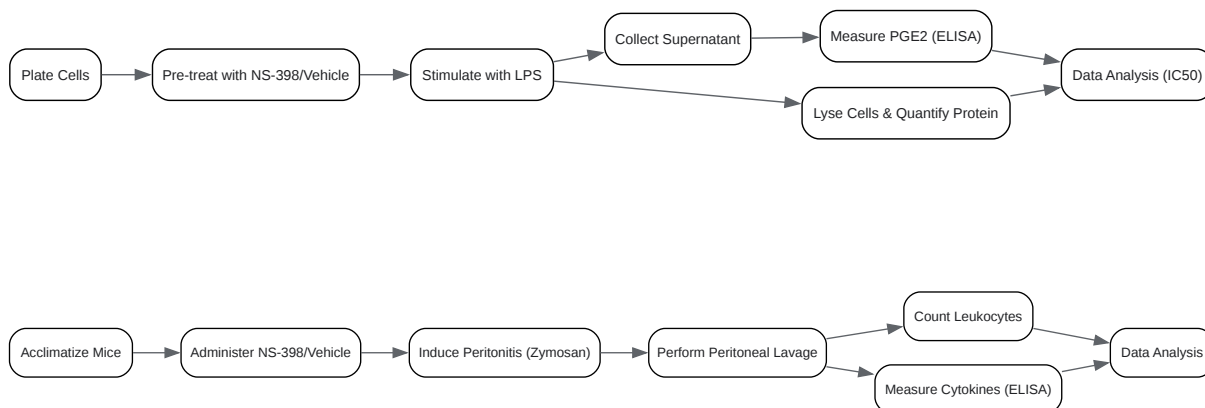 Plate Cells
Pre-treat with NS-398/Vehicle
Stimulate with LPS
Collect Supernatant
Measure PGE2 (ELISA)
Lyse Cells & Quantify Protein
Data Analysis (IC50)
Acclimatize Mice
Administer NS-398/Vehicle
Induce Peritonitis (Zymosan)
Perform Peritoneal Lavage
Count Leukocytes
Measure Cytokines (ELISA)
Data Analysis